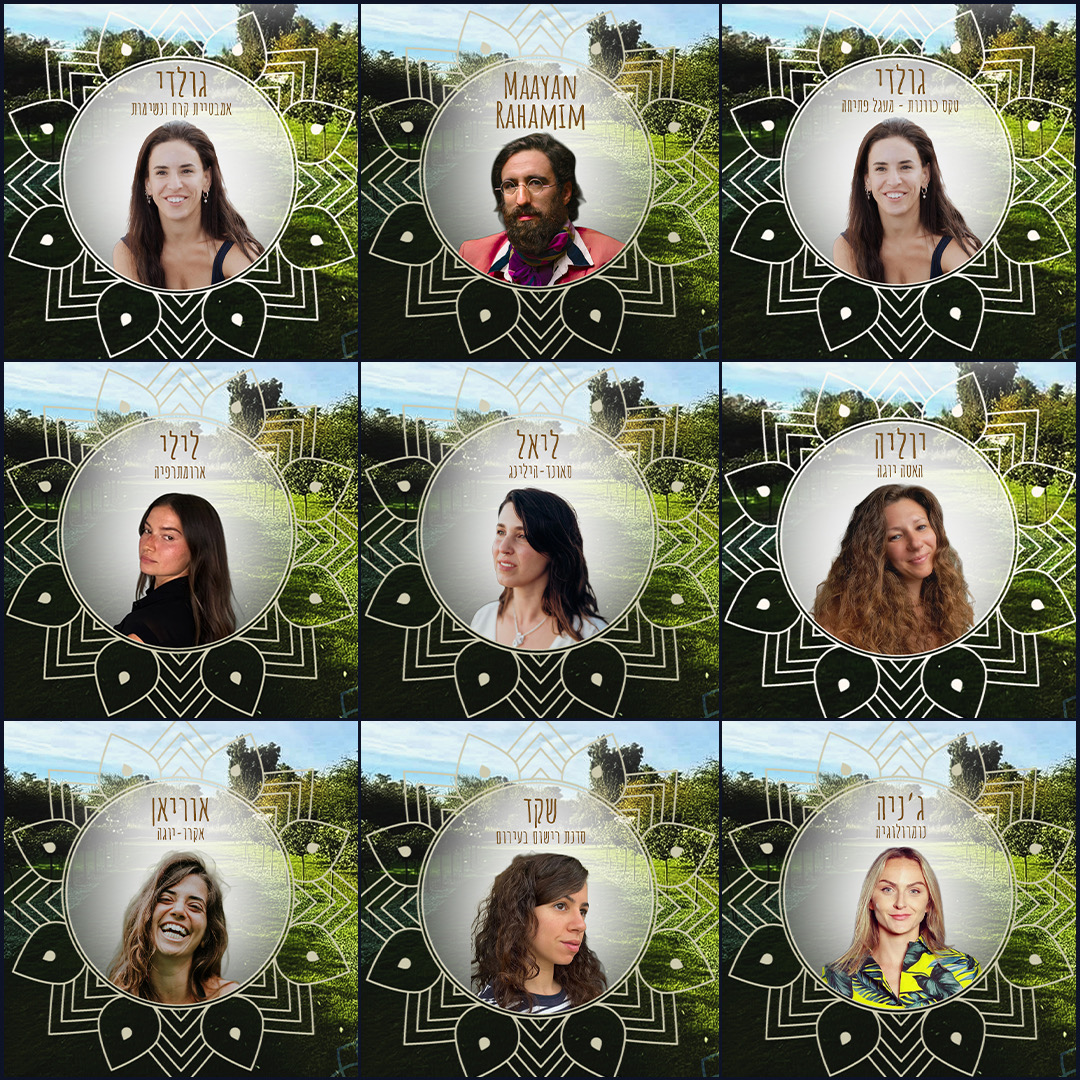 גולדי
אמבטיית קרח ונשימות
MAAYAN
RAHAMIM
גולדי
טקס כוונות - מעגל פתיחה
לילי
ארומתרפיה
ליאל
סאונד-הילינג
יוליה
האטה יוגה
אוריאן
אקרו-יוגה
שקד
סדנת רישום בעירום
ג'ניה
נומרולוגיה